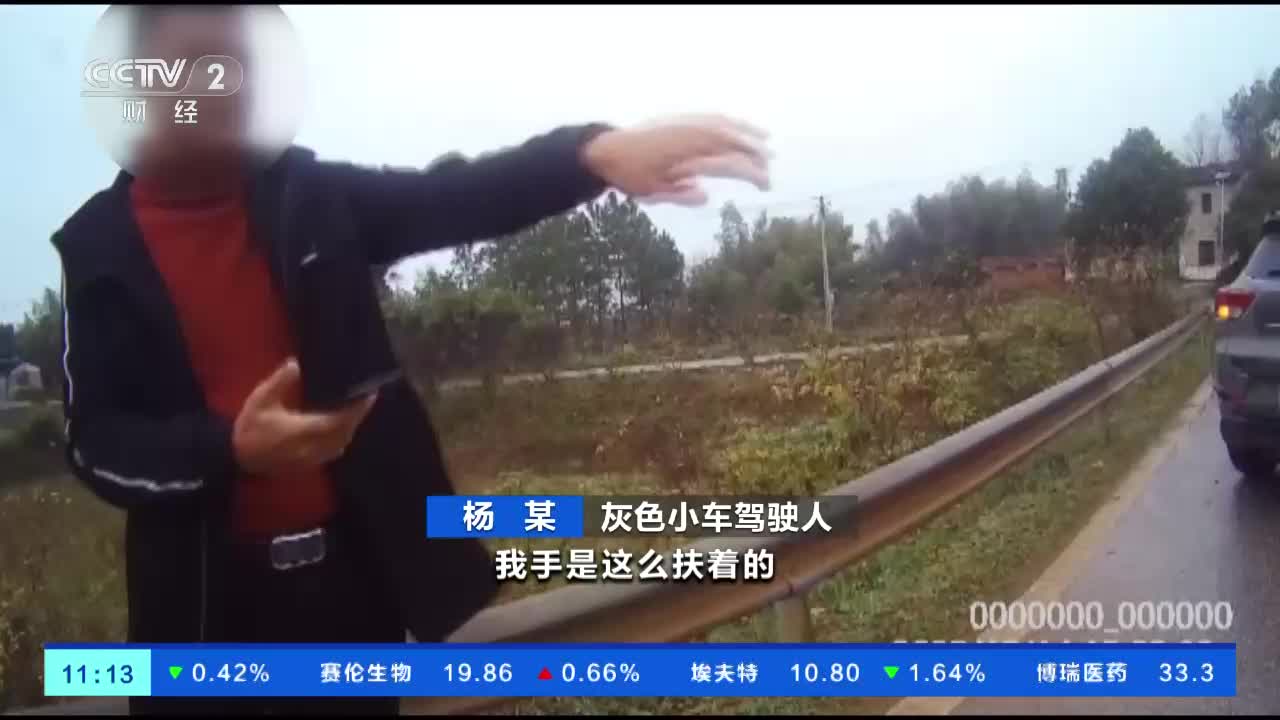 CCTV 2
财 经
杨 某 灰色小车驾驶人
我手是这么扶着的
0000000_000000
11:13 0.42% 赛伦生物 19.86 0.66% 埃夫特 10.80 1.64% 博瑞医药 33.3